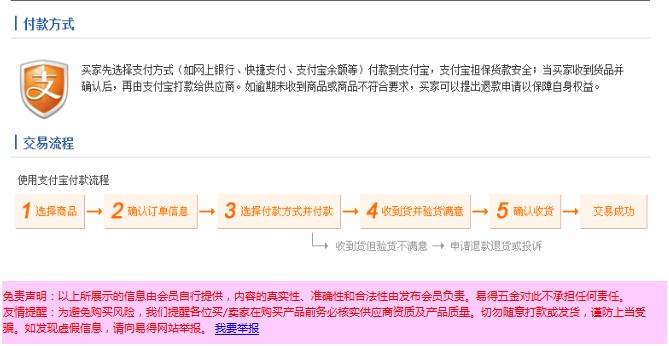 付款方式
买家先选择支付方式（如网上银行、快捷支付、支付宝余额等）付款到支付宝，支付宝担保货款安全；当买家收到货品并
确认后，再由支付宝打款给供应商。如逾期未收到商品或商品不符合要求，买家可以提出退款申请以保障自身权益。
交易流程
使用支付宝付款流程
1 选择商品 → 2 确认订单信息 → 3 选择付款方式并付款 → 4 收到货并验货满意 → 5 确认收货 → 交易成功
收到货但验货不满意 → 申请退款退货或投诉
免责声明：以上所展示的信息由会员自行提供，内容的真实性、准确性和合法性由发布会员负责。易得五金对此不承担任何责任。
友情提醒：为避免购买风险，我们提醒各位买/卖家在购买产品前务必核实供应商资质及产品质量。切勿随意打款或发货，谨防上当受
骗。如发现虚假信息，请向易得网站举报。 我要举报